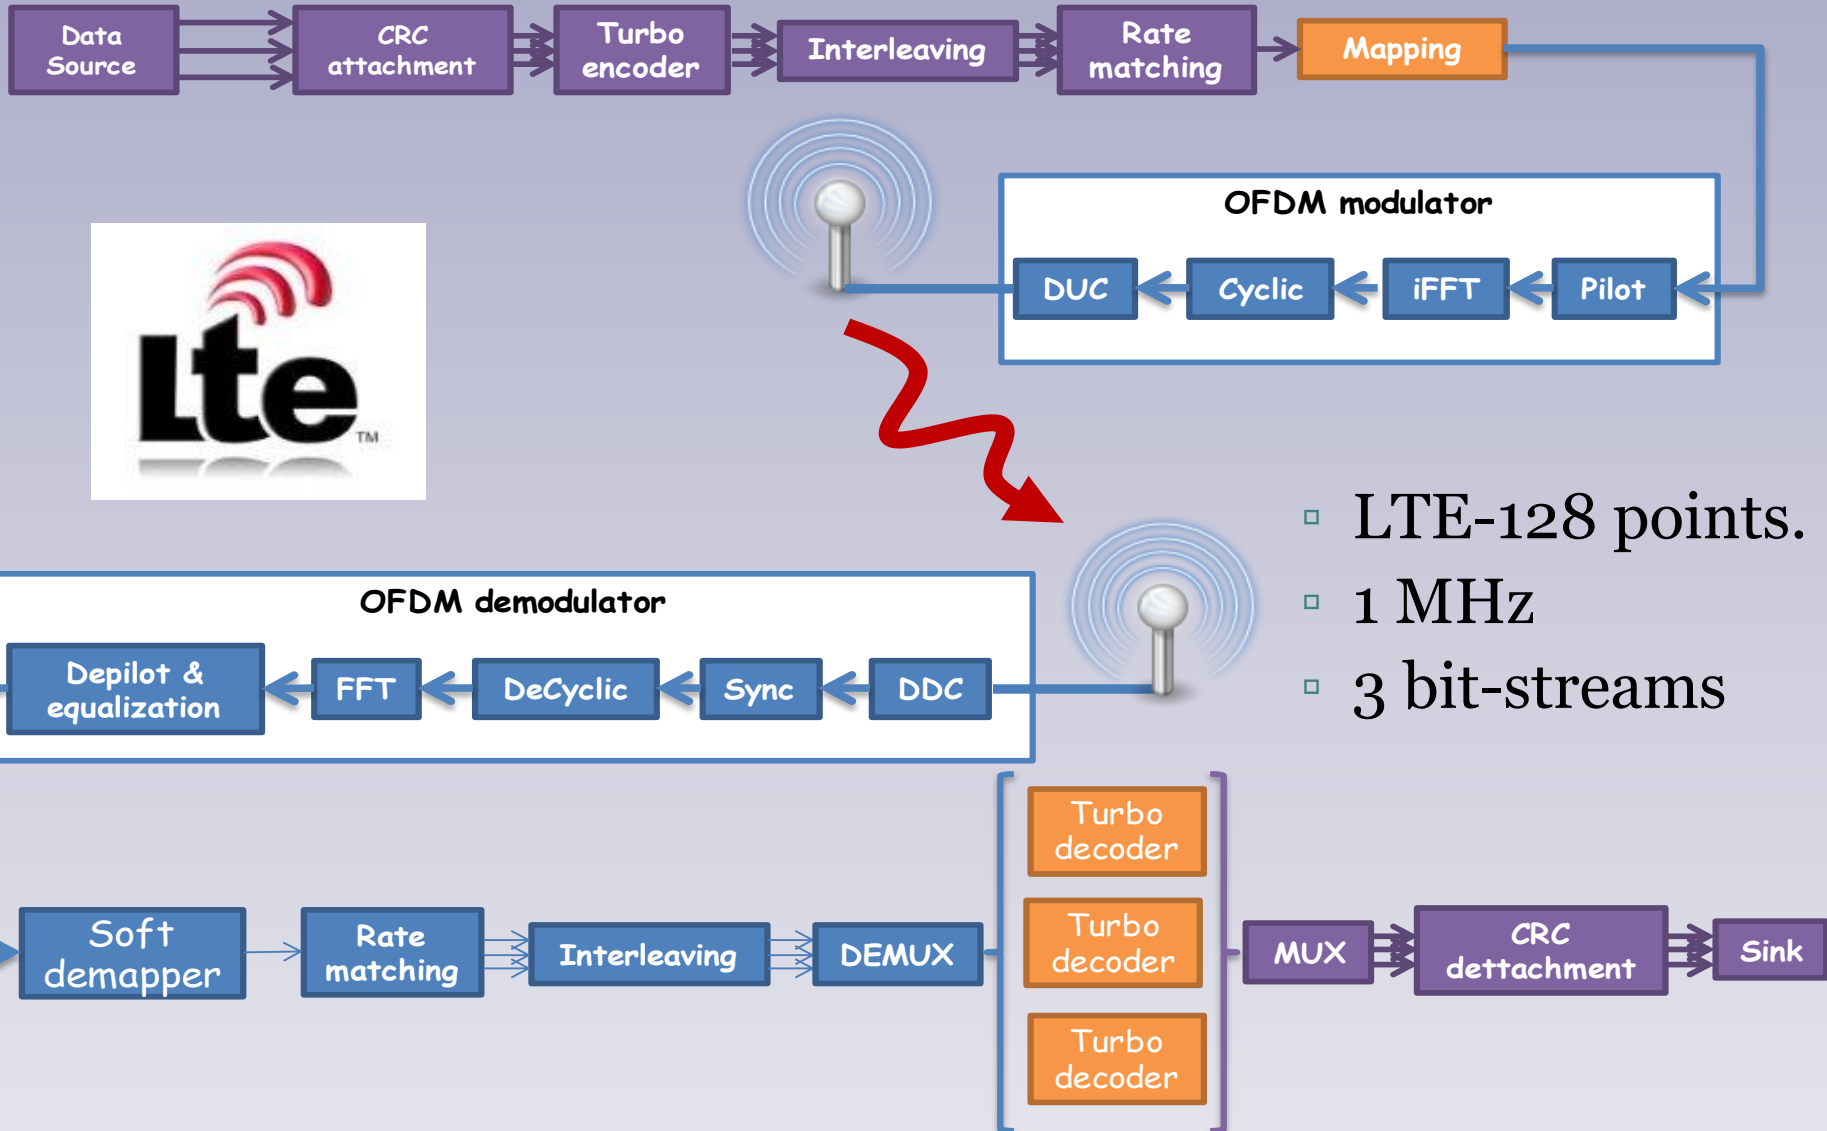 Data
Source
CRC
attachment
Turbo
encoder
Interleaving
Rate
matching
Mapping
OFDM modulator
DUC
Cyclic
iFFT
Pilot
Lte
TM
▫ LTE-128 points.
▫ 1 MHz
▫ 3 bit-streams
OFDM demodulator
Depilot &
equalization
FFT
DeCyclic
Sync
DDC
Soft
demapper
Rate
matching
Interleaving
DEMUX
Turbo
decoder
Turbo
decoder
Turbo
decoder
MUX
CRC
dettachment
Sink